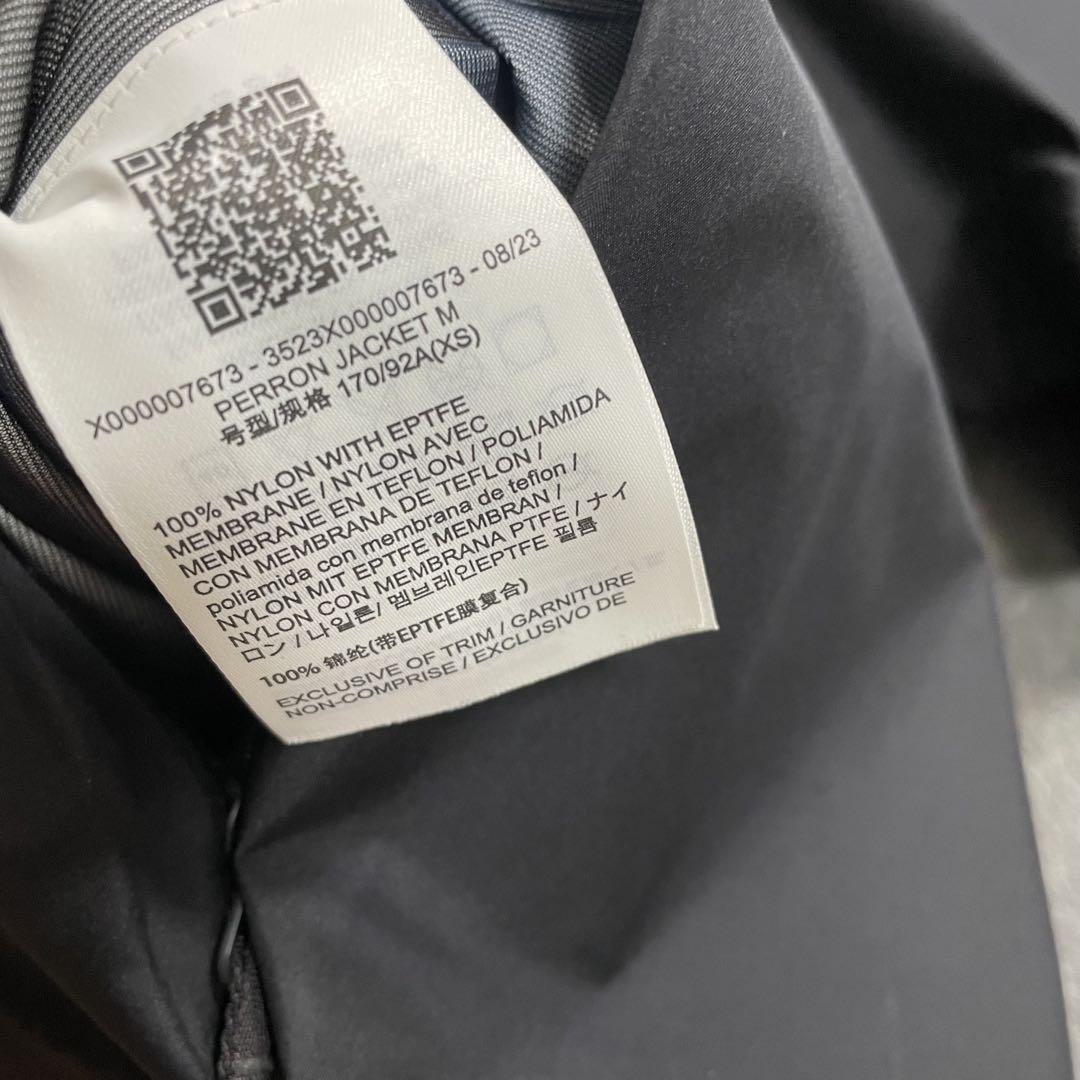 X000007673 - 3523X000007673 - 08/23
PERRON JACKET M
号型/规格 170/92A(XS)
100% NYLON WITH EPTFE
MEMBRANE / NYLON AVEC
MEMBRANE EN TEFLON / POLIAMIDA
CON MEMBRANA DE TEFLON /
poliamida con membrana de teflon /
NYLON MIT EPTFE MEMBRAN /
NYLON CON MEMBRANA PTFE / ナイ
ロン / 나일론/ 멤브레인EPTFE 필름
100% 锦纶(带EPTFE膜复合)
EXCLUSIVE OF TRIM / GARNITURE
NON-COMPRISE / EXCLUSIVO DE